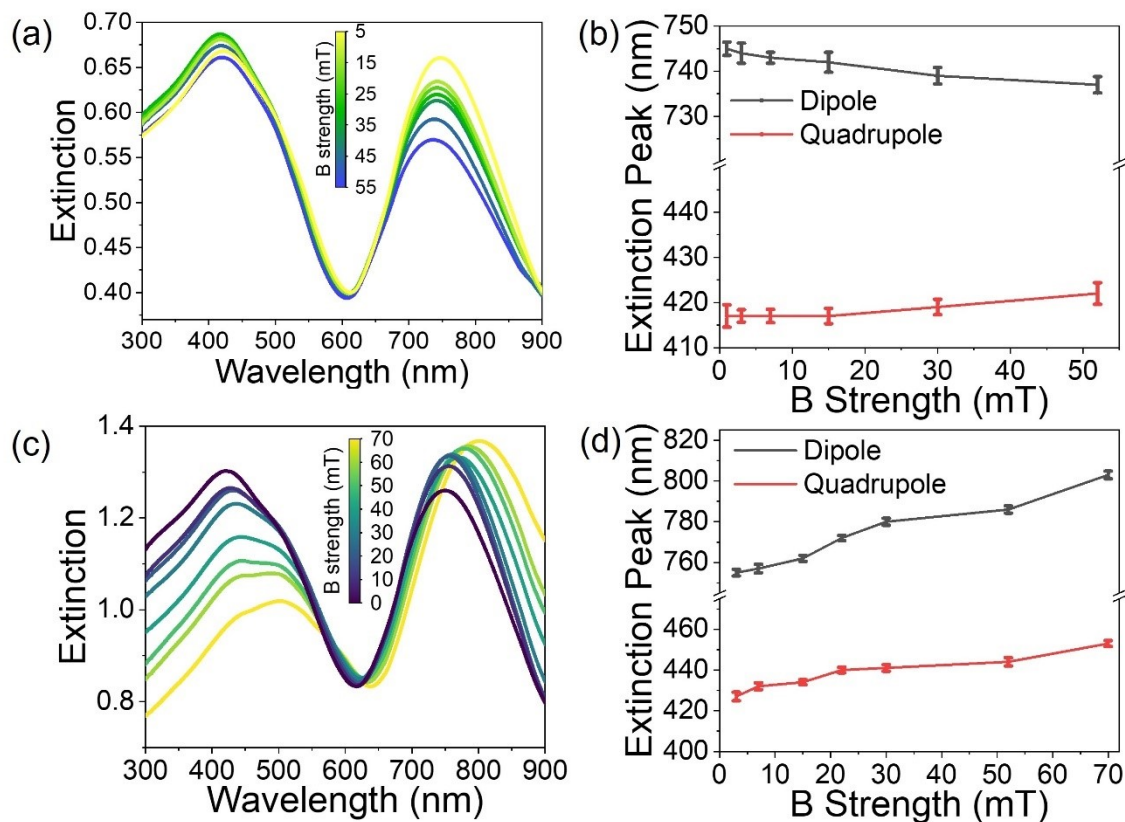 (a)
Extinction
0.70
0.65
0.60
0.55
0.50
0.45
0.40
B strength (mT)
5
15
25
35
45
55
300 400 500 600 700 800 900
Wavelength (nm)
(b)
Extinction Peak (nm)
750
740
730
440
430
420
410
Dipole
Quadrupole
0 10 20 30 40 50
B Strength (mT)
(c)
Extinction
1.4
1.2
1.0
0.8
B strength (mT)
70
60
50
40
30
20
10
0
300 400 500 600 700 800 900
Wavelength (nm)
(d)
Extinction Peak (nm)
820
800
780
760
460
440
420
400
Dipole
Quadrupole
0 10 20 30 40 50 60 70
B Strength (mT)